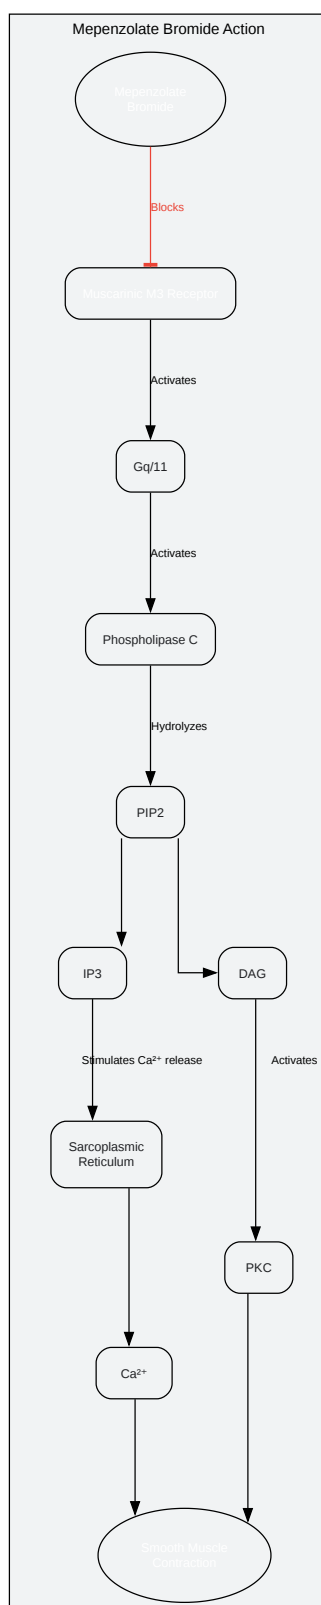 Mepenzolate Bromide Action
Mepenzolate
Bromide
Blocks
Muscarinic M3 Receptor
Activates
Gq/11
Activates
Phospholipase C
Hydrolyzes
PIP2
IP3
DAG
Stimulates Ca²⁺ release
Activates
Sarcoplasmic
Reticulum
PKC
Ca²⁺
Smooth Muscle
Contraction